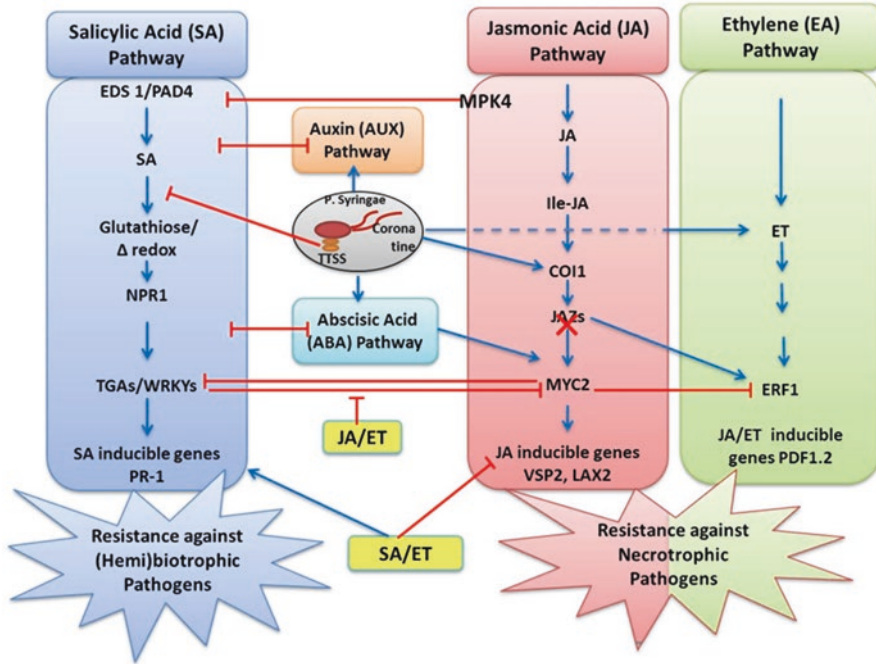 Salicylic Acid (SA)
Pathway
EDS 1/PAD4
SA
Glutathiose/
Δ redox
NPR1
TGAs/WRKYs
SA inducible genes
PR-1
Resistance against
(Hemi)biotrophic
Pathogens
Auxin (AUX)
Pathway
P. Syringae
Corona
tine
TTSS
Abscisic Acid
(ABA) Pathway
JA/ET
SA/ET
Jasmonic Acid (JA)
Pathway
MPK4
JA
Ile-JA
COI1
JAZs
MYC2
JA inducible genes
VSP2, LAX2
Ethylene (EA)
Pathway
ET
ERF1
JA/ET inducible
genes PDF1.2
Resistance against
Necrotrophic
Pathogens